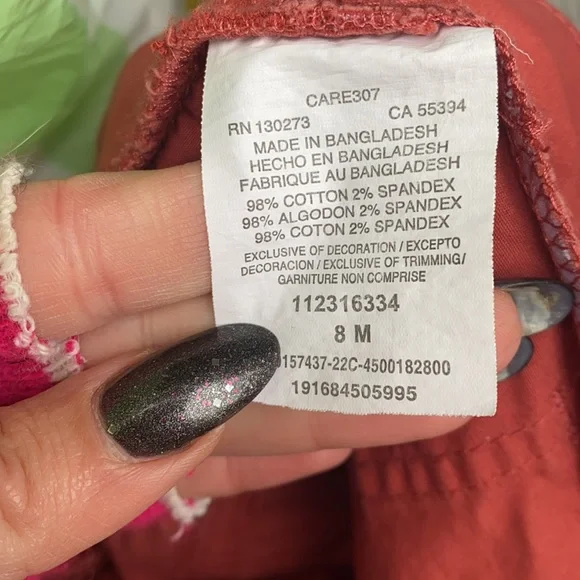 CARE307
RN 130273 CA 55394
MADE IN BANGLADESH
HECHO EN BANGLADESH
FABRIQUE AU BANGLADESH
98% COTTON 2% SPANDEX
98% ALGODON 2% SPANDEX
98% COTON 2% SPANDEX
EXCLUSIVE OF DECORATION / EXCEPTO
DECORACION / EXCLUSIVE OF TRIMMING/
GARNITURE NON COMPRISE
112316334
8 M
157437-22C-4500182800
191684505995